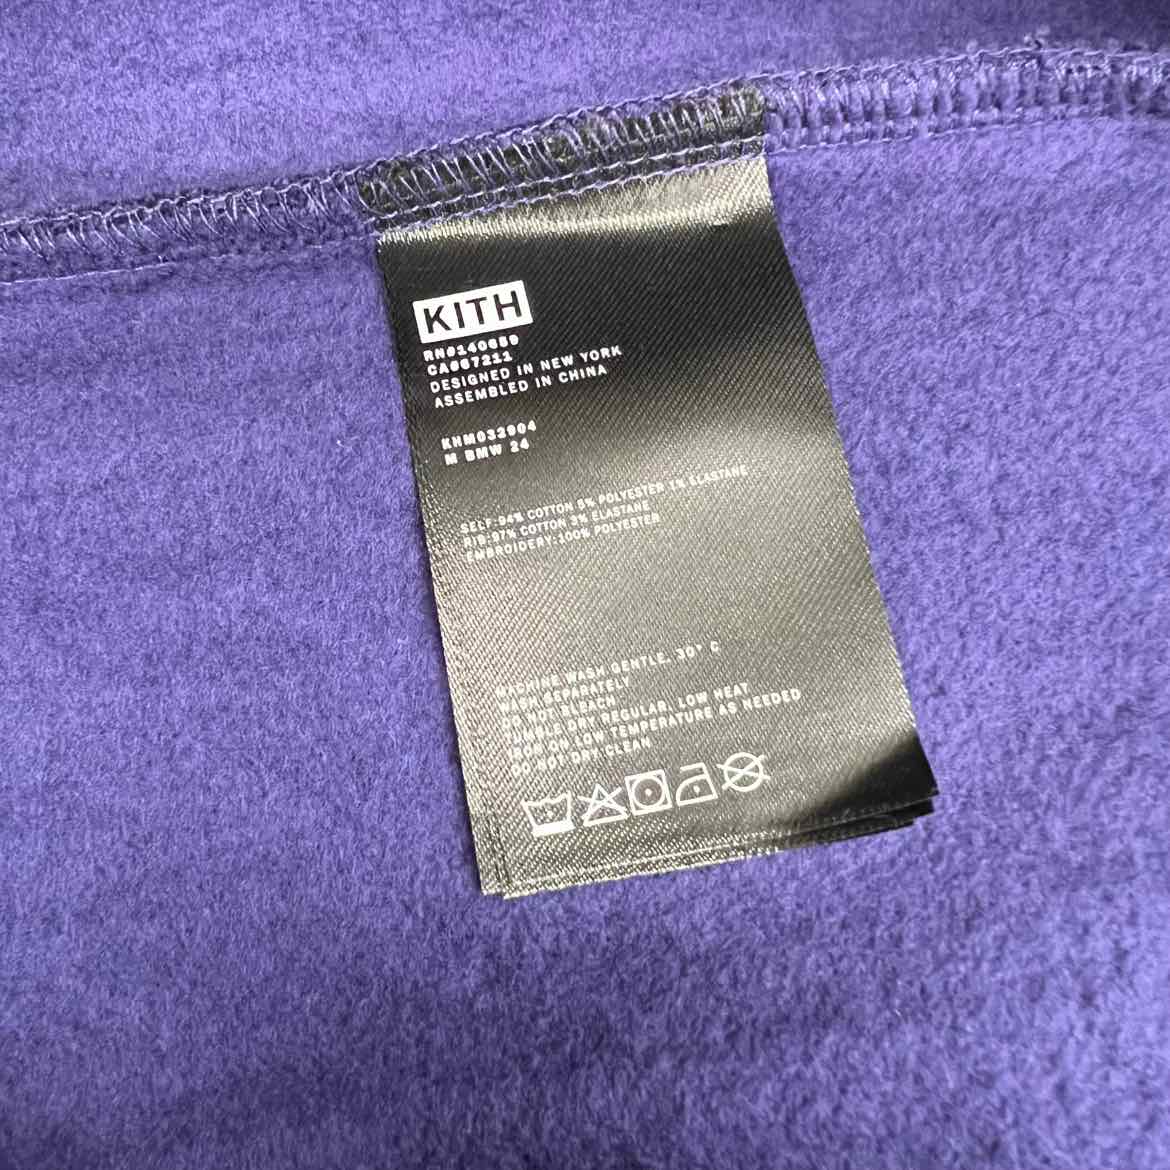 KITH
RN0140659
CA067211
DESIGNED IN NEW YORK
ASSEMBLED IN CHINA
KHM032904
M BMW 24
SELF:94% COTTON 5% POLYESTER 1% ELASTANE
RIB:97% COTTON 3% ELASTANE
EMBROIDERY:100% POLYESTER
MACHINE WASH GENTLE, 30° C
WASH SEPARATELY
DO NOT BLEACH
TUMBLE DRY REGULAR, LOW HEAT
IRON ON LOW TEMPERATURE AS NEEDED
DO NOT DRY CLEAN